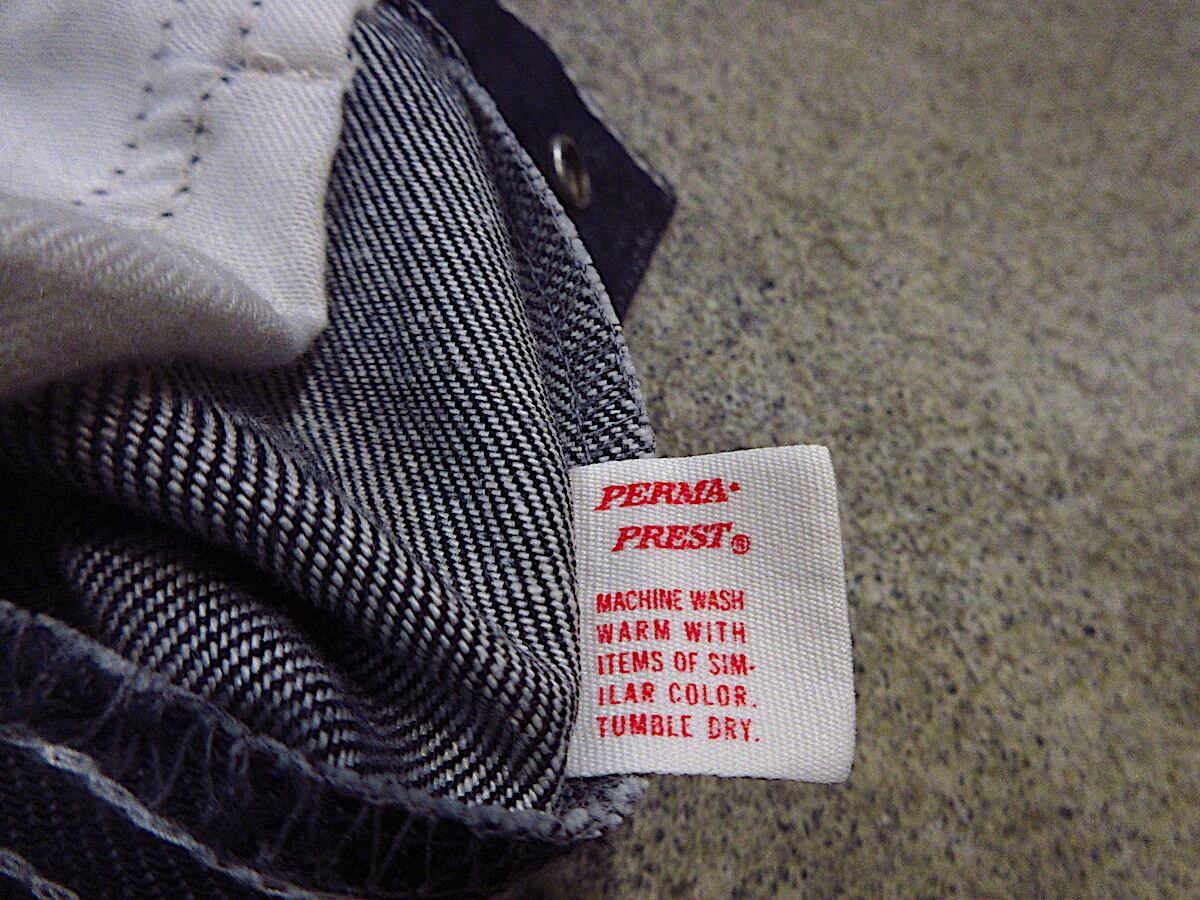 PERMA·
PREST®
MACHINE WASH
WARM WITH
ITEMS OF SIM-
ILAR COLOR.
TUMBLE DRY.